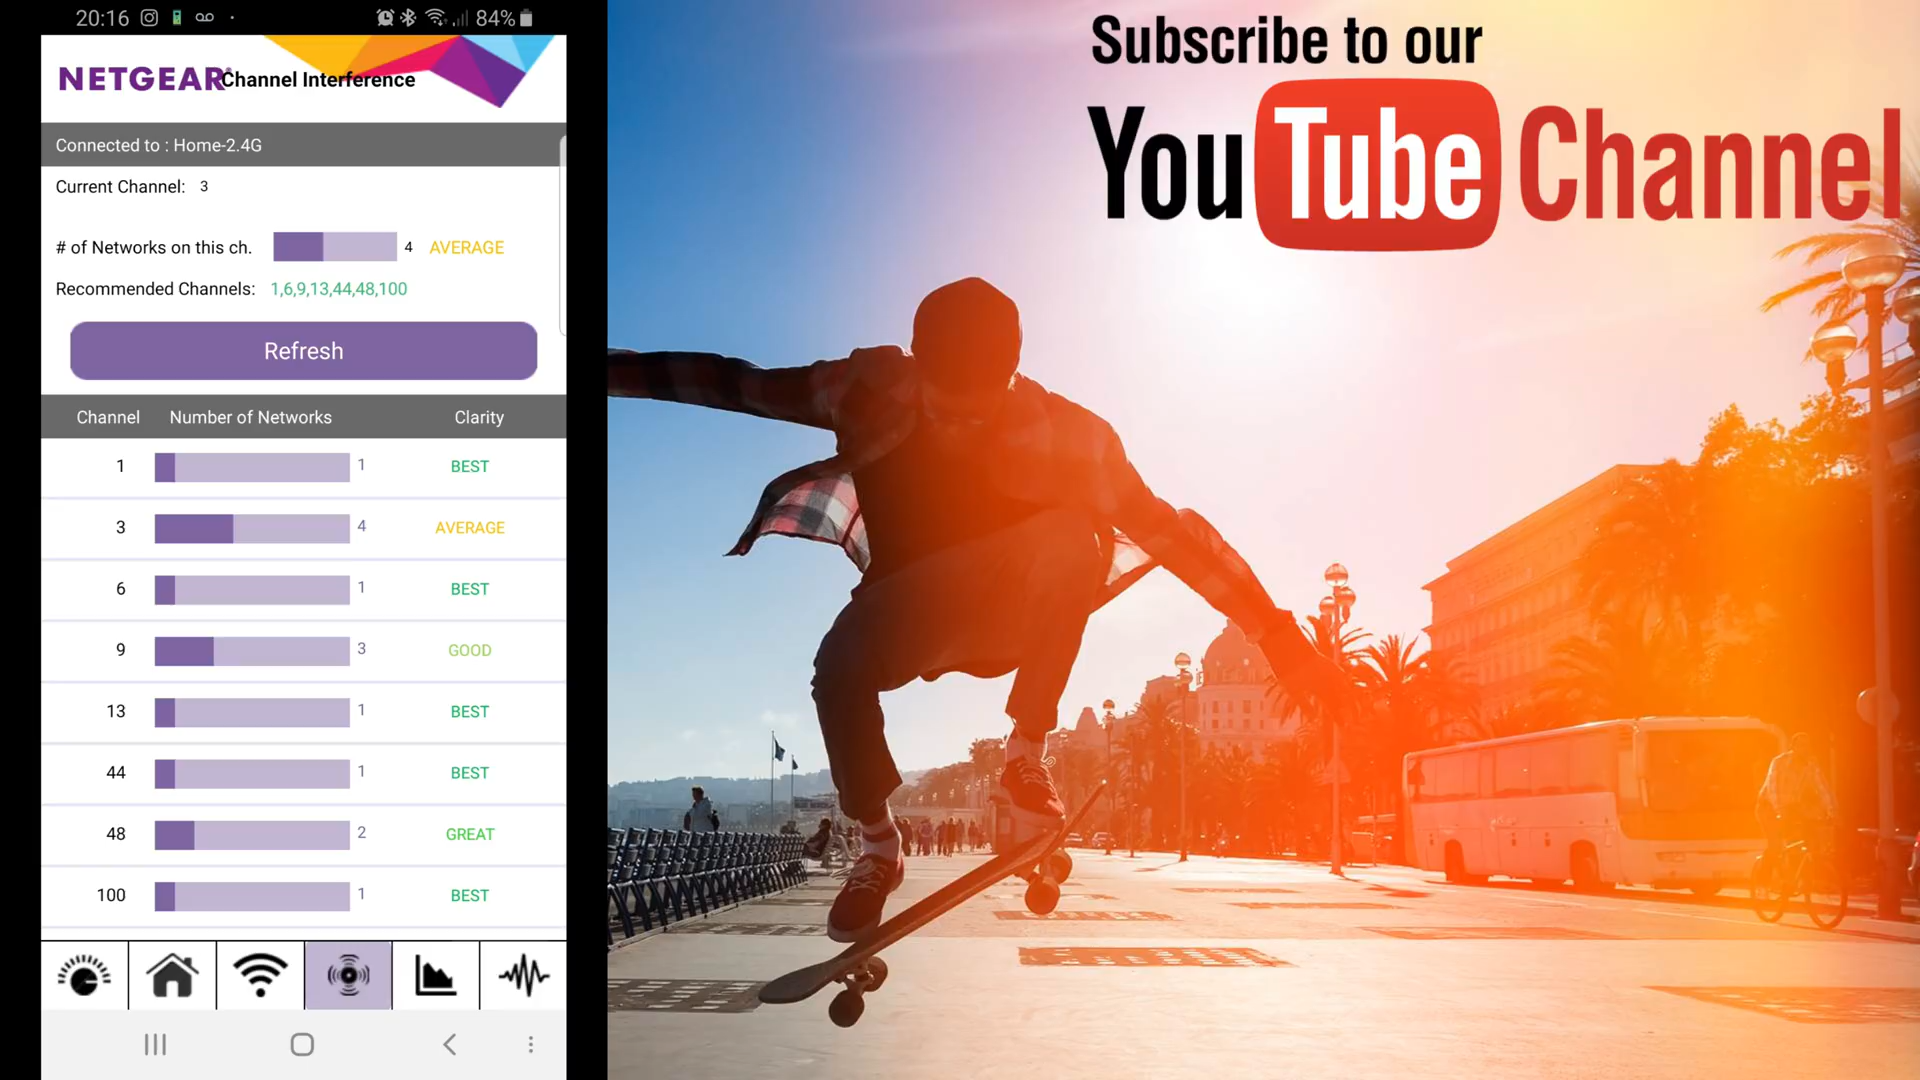 20:16 84%
NETGEAR Channel Interference
Connected to : Home-2.4G
Current Channel: 3
# of Networks on this ch. 4 AVERAGE
Recommended Channels: 1,6,9,13,44,48,100
Refresh
Channel Number of Networks Clarity
1 1 BEST
3 4 AVERAGE
6 1 BEST
9 3 GOOD
13 1 BEST
44 1 BEST
48 2 GREAT
100 1 BEST
Subscribe to our
YouTube Channel